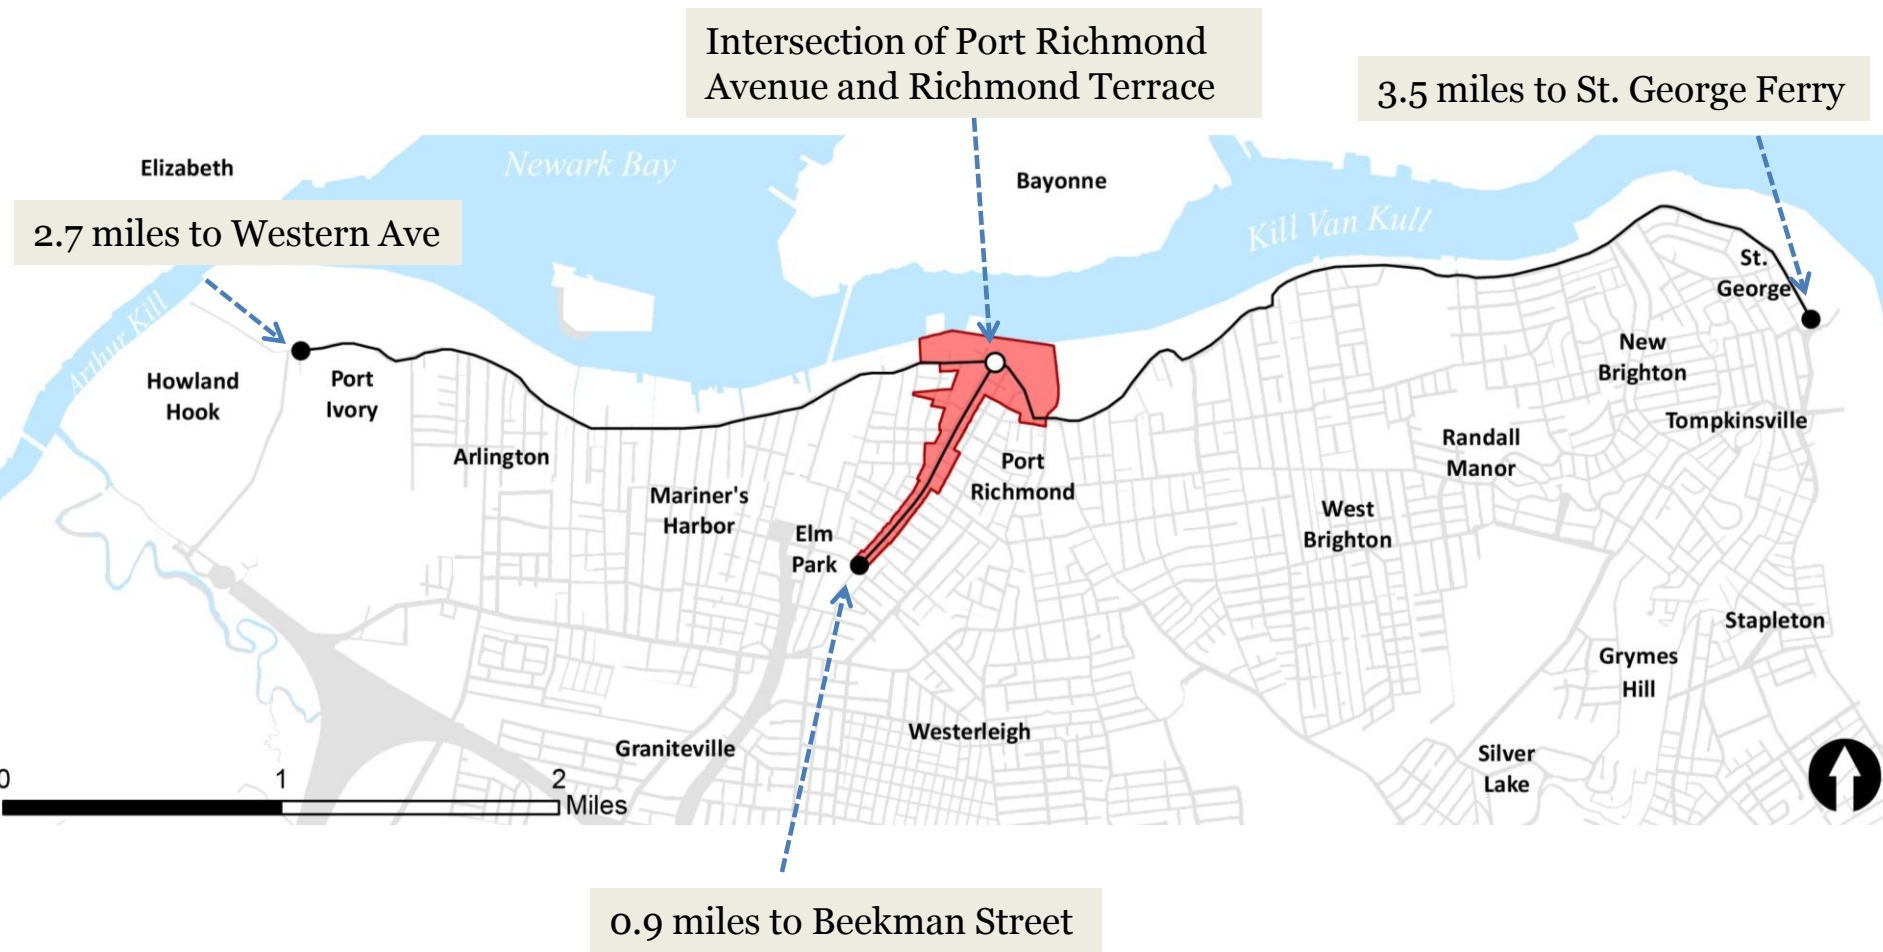 Intersection of Port Richmond
Avenue and Richmond Terrace
3.5 miles to St. George Ferry
Elizabeth
Newark Bay
Bayonne
2.7 miles to Western Ave
Kill Van Kull
St.
George
Arthur Kill
Howland
Hook
Port
Ivory
New
Brighton
Tompkinsville
Arlington
Randall
Manor
Port
Richmond
Mariner's
Harbor
West
Brighton
Elm
Park
Stapleton
Grymes
Hill
Westerleigh
Graniteville
Silver
Lake
0 1 2
Miles
0.9 miles to Beekman Street